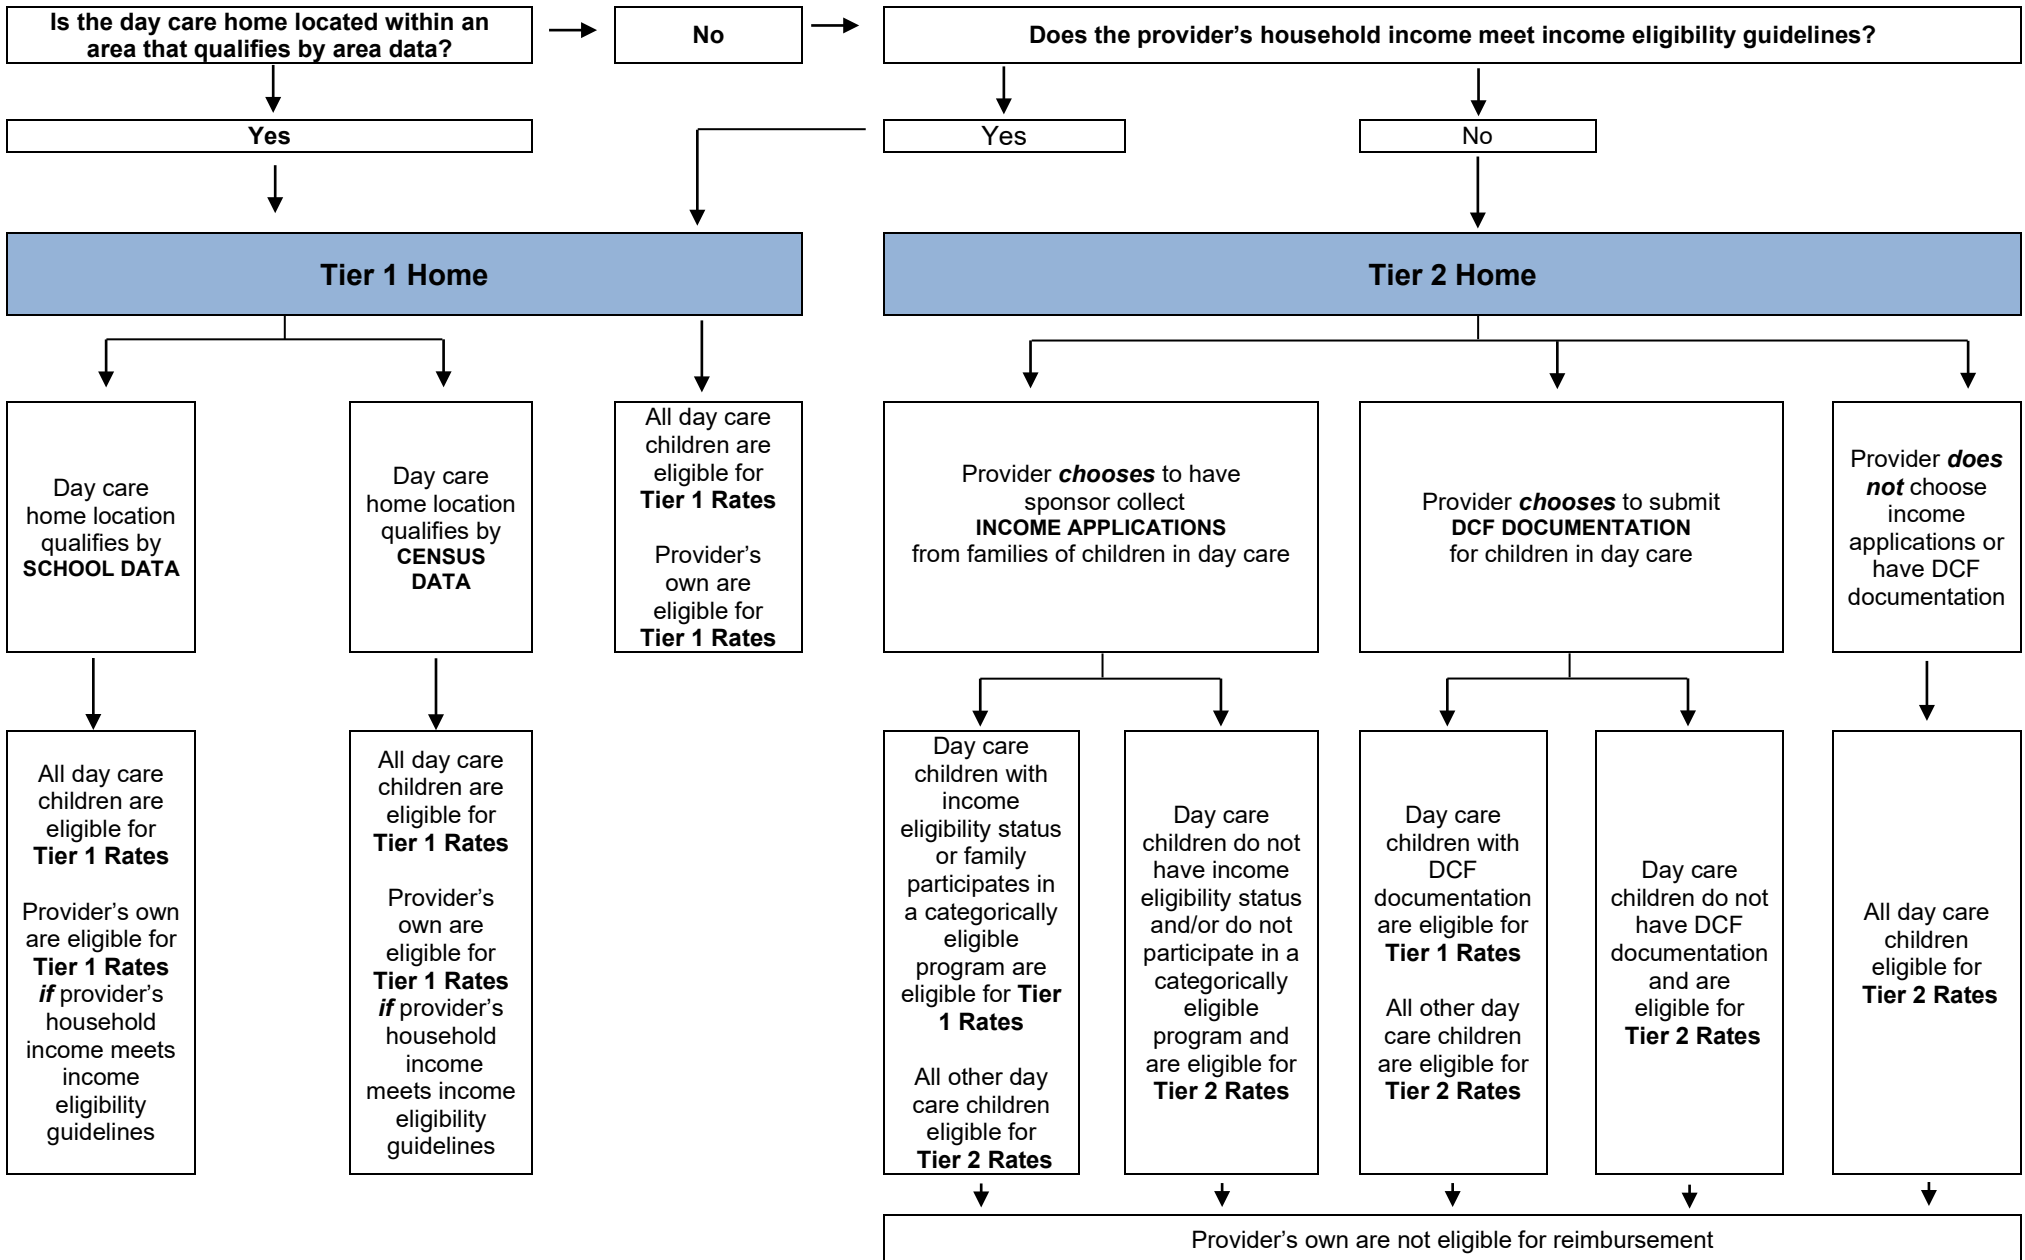 Is the day care home located within an
area that qualifies by area data?
No
Does the provider’s household income meet income eligibility guidelines?
Yes
Yes
No
Tier 1 Home
Tier 2 Home
Day care
home location
qualifies by
SCHOOL DATA
Day care
home location
qualifies by
CENSUS
DATA
All day care
children are
eligible for
Tier 1 Rates
Provider’s
own are
eligible for
Tier 1 Rates
Provider chooses to have
sponsor collect
INCOME APPLICATIONS
from families of children in day care
Provider chooses to submit
DCF DOCUMENTATION
for children in day care
Provider does
not choose
income
applications or
have DCF
documentation
All day care
children are
eligible for
Tier 1 Rates
Provider’s own
are eligible for
Tier 1 Rates
if provider’s
household
income meets
income
eligibility
guidelines
All day care
children are
eligible for
Tier 1 Rates
Provider’s
own are
eligible for
Tier 1 Rates
if provider’s
household
income
meets income
eligibility
guidelines
Day care
children with
income
eligibility status
or family
participates in
a categorically
eligible
program are
eligible for Tier
1 Rates
All other day
care children
eligible for
Tier 2 Rates
Day care
children do not
have income
eligibility status
and/or do not
participate in a
categorically
eligible
program and
are eligible for
Tier 2 Rates
Day care
children with
DCF
documentation
are eligible for
Tier 1 Rates
All other day
care children
are eligible for
Tier 2 Rates
Day care
children do not
have DCF
documentation
and are
eligible for
Tier 2 Rates
All day care
children
eligible for
Tier 2 Rates
Provider’s own are not eligible for reimbursement